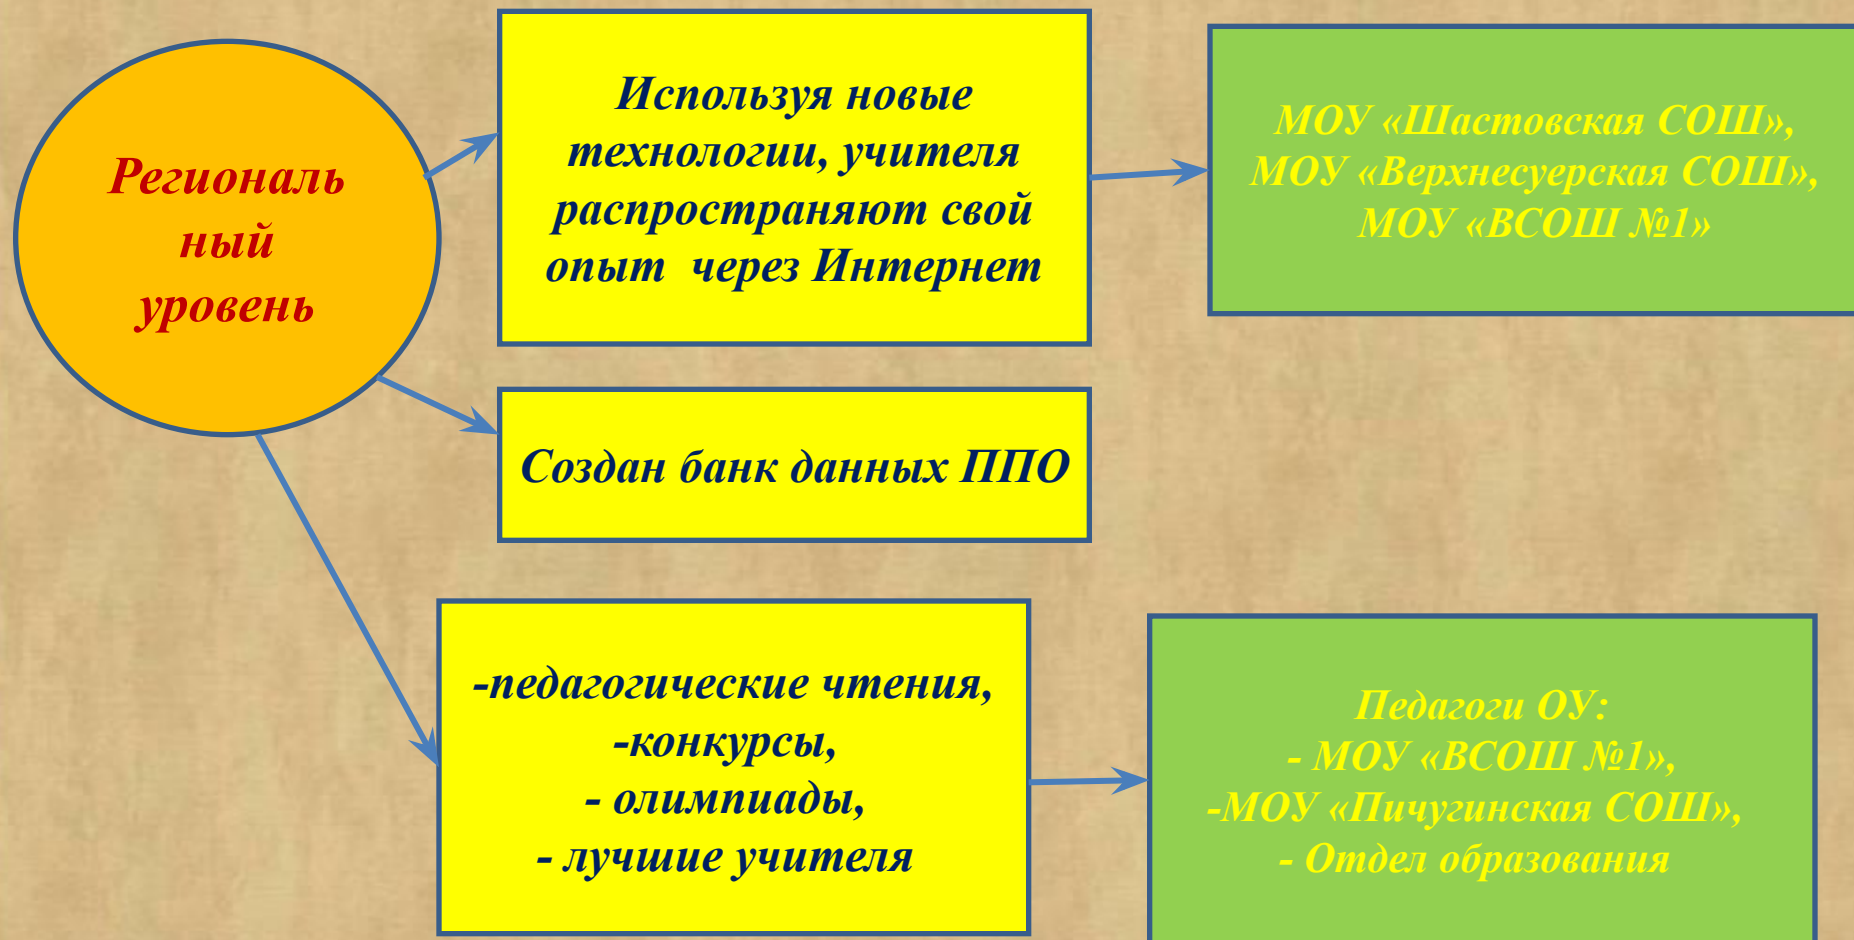 Региональ
ный
уровень
Используя новые
технологии, учителя
распространяют свой
опыт через Интернет
МОУ «Шастовская СОШ»,
МОУ «Верхнесуерская СОШ»,
МОУ «ВСОШ №1»
Создан банк данных ППО
-педагогические чтения,
-конкурсы,
- олимпиады,
- лучшие учителя
Педагоги ОУ:
- МОУ «ВСОШ №1»,
-МОУ «Пичугинская СОШ»,
- Отдел образования